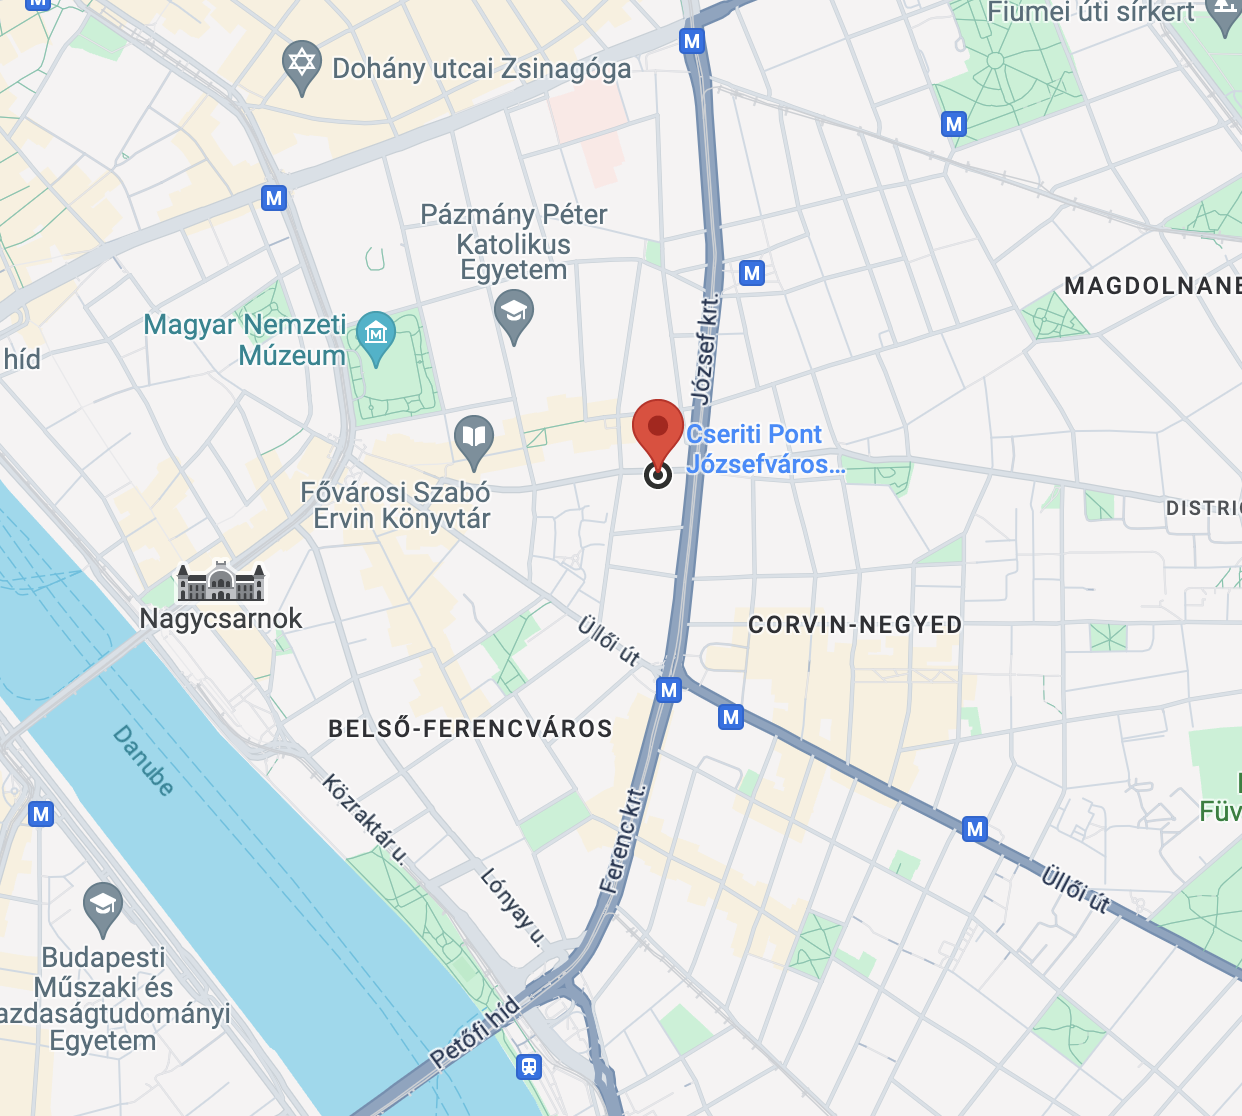 M
Fiumei úti sírkert
M
Dohány utcai Zsinagóga
M
M
Pázmány Péter
Katolikus
Egyetem
M
MAGDOLNANE
Magyar Nemzeti
Múzeum
híd
József krt.
Cseriti Pont
Józsefváros...
Fővárosi Szabó
Ervin Könyvtár
DISTRI
Nagycsarnok
Üllői út
CORVIN-NEGYED
M
M
BELSŐ-FERENCVÁROS
Danube
M
Közraktár u.
Ferenc krt.
M
Füv
Lónyay u.
Üllői út
Budapesti
Műszaki és
azdaságtudományi
Egyetem
Petőfi híd